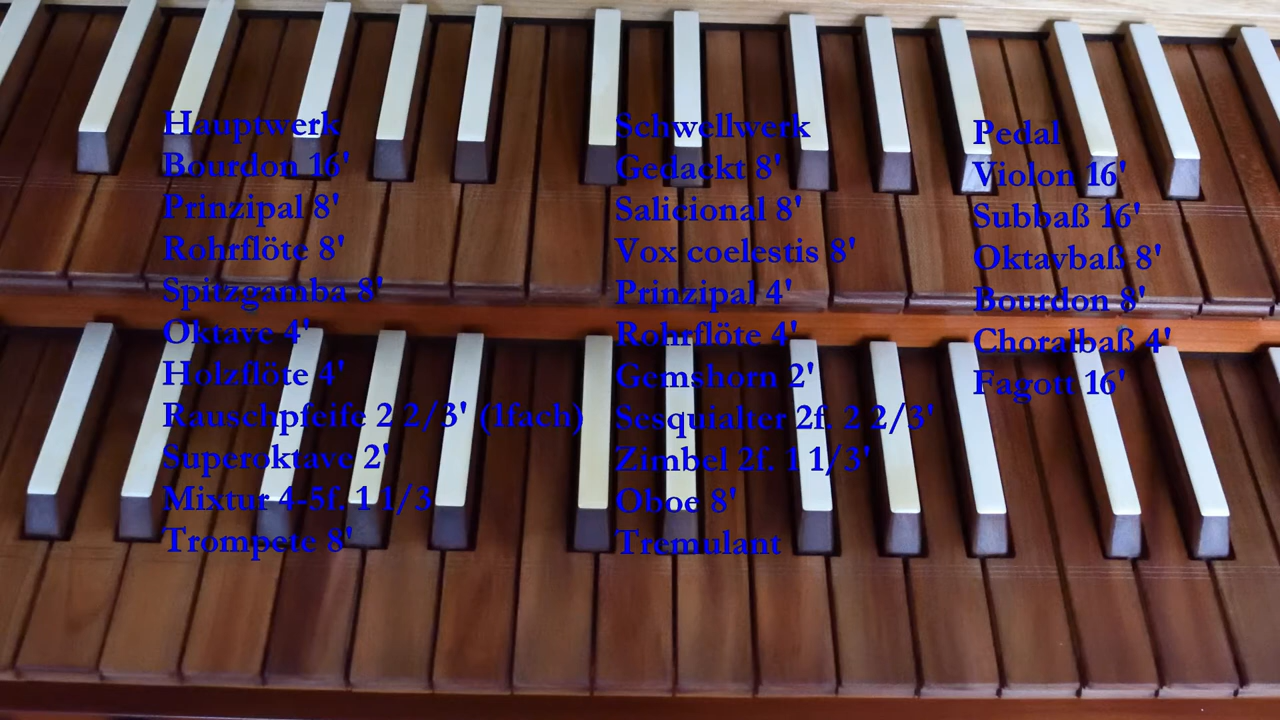 Hauptwerk
Bourdon 16'
Prinzipal 8'
Rohrflöte 8'
Spitzgamba 8'
Oktave 4'
Holzflöte 4'
Rauschpfeife 2 2/3' (1fach)
Superoktave 2'
Mixtur 4-5f. 1 1/3
Trompete 8'
Schwellwerk
Gedackt 8'
Salicional 8'
Vox coelestis 8'
Prinzipal 4'
Rohrflöte 4'
Gemshorn 2'
Sesquialter 2f. 2 2/3'
Zimbel 2f. 1 1/3'
Oboe 8'
Tremulant
Pedal
Violon 16'
Subbaß 16'
Oktavbaß 8'
Bourdon 8'
Choralbaß 4'
Fagott 16'